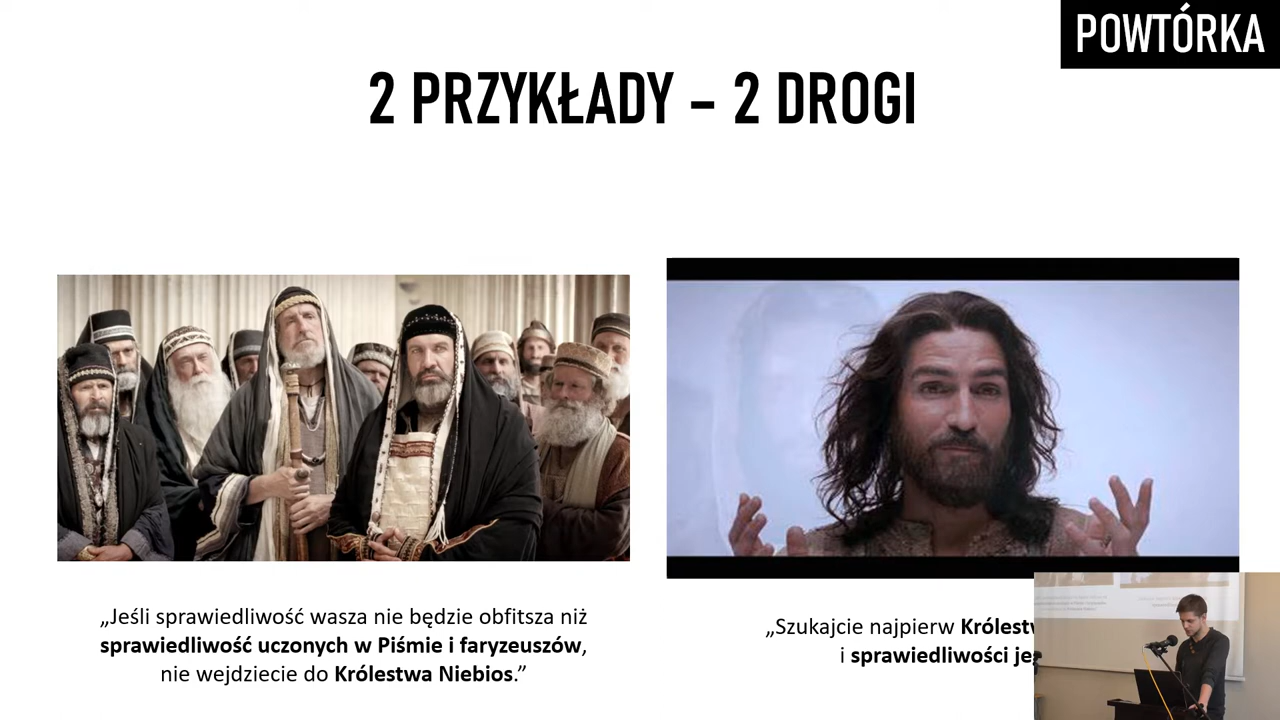 POWTÓRKA
2 PRZYKŁADY – 2 DROGI
„Jeśli sprawiedliwość wasza nie będzie obfitsza niż
sprawiedliwość uczonych w Piśmie i faryzeuszów,
nie wejdziecie do Królestwa Niebios.”
„Szukajcie najpierw
i sprawiedliwości